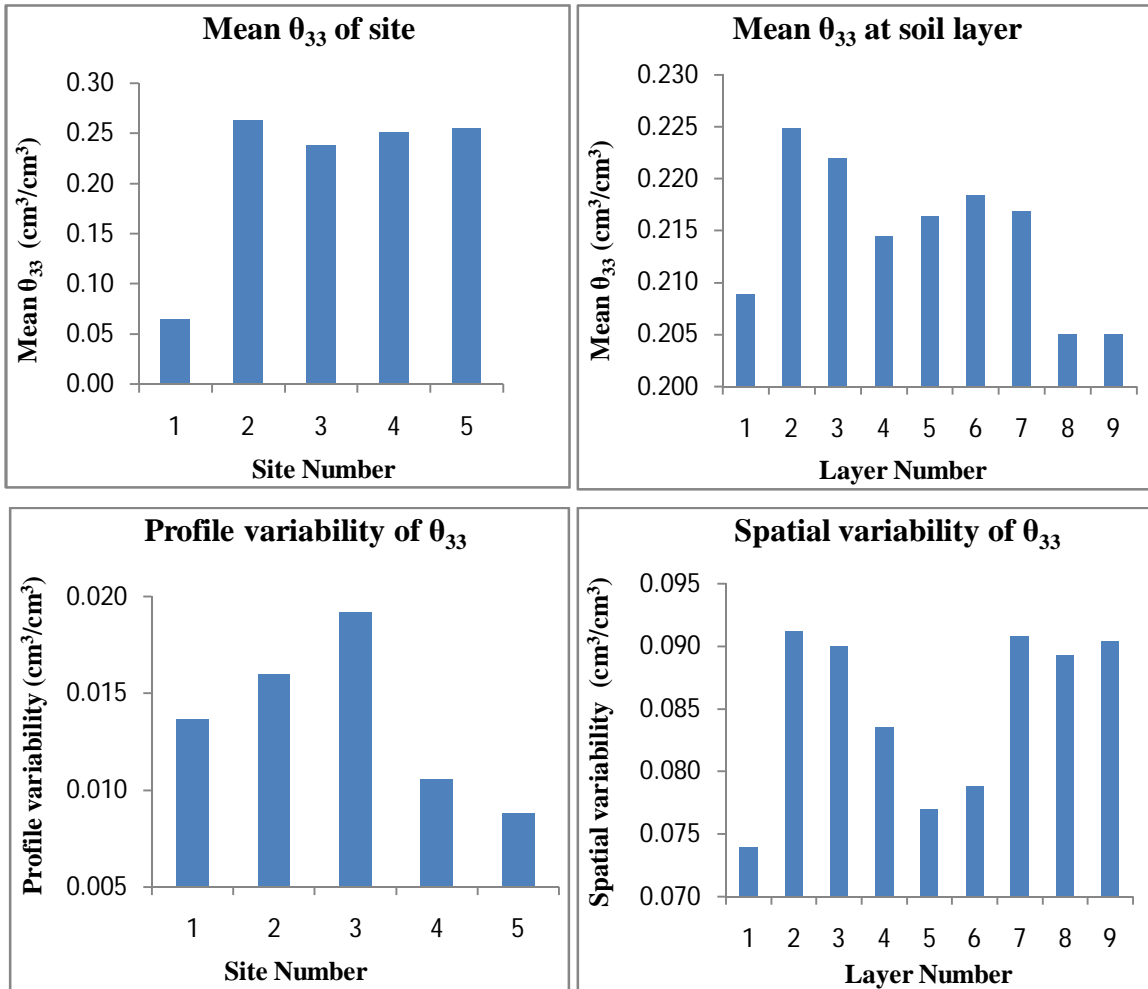 Mean θ₃₃ of site
Mean θ₃₃ (cm³/cm³)
0.30
0.25
0.20
0.15
0.10
0.05
0.00
1 2 3 4 5
Site Number
Mean θ₃₃ at soil layer
Mean θ₃₃ (cm³/cm³)
0.230
0.225
0.220
0.215
0.210
0.205
0.200
1 2 3 4 5 6 7 8 9
Layer Number
Profile variability of θ₃₃
Profile variability (cm³/cm³)
0.020
0.015
0.010
0.005
1 2 3 4 5
Site Number
Spatial variability of θ₃₃
Spatial variability (cm³/cm³)
0.095
0.090
0.085
0.080
0.075
0.070
1 2 3 4 5 6 7 8 9
Layer Number